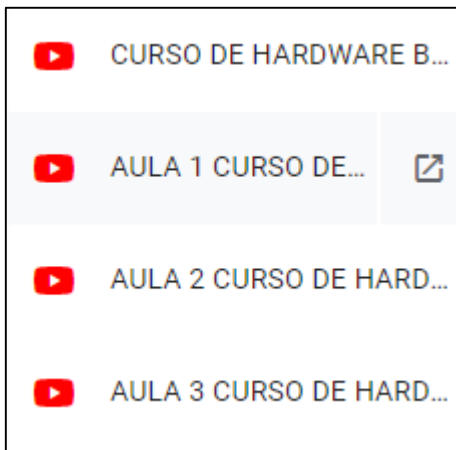 CURSO DE HARDWARE B...
AULA 1 CURSO DE...
AULA 2 CURSO DE HARD...
AULA 3 CURSO DE HARD...